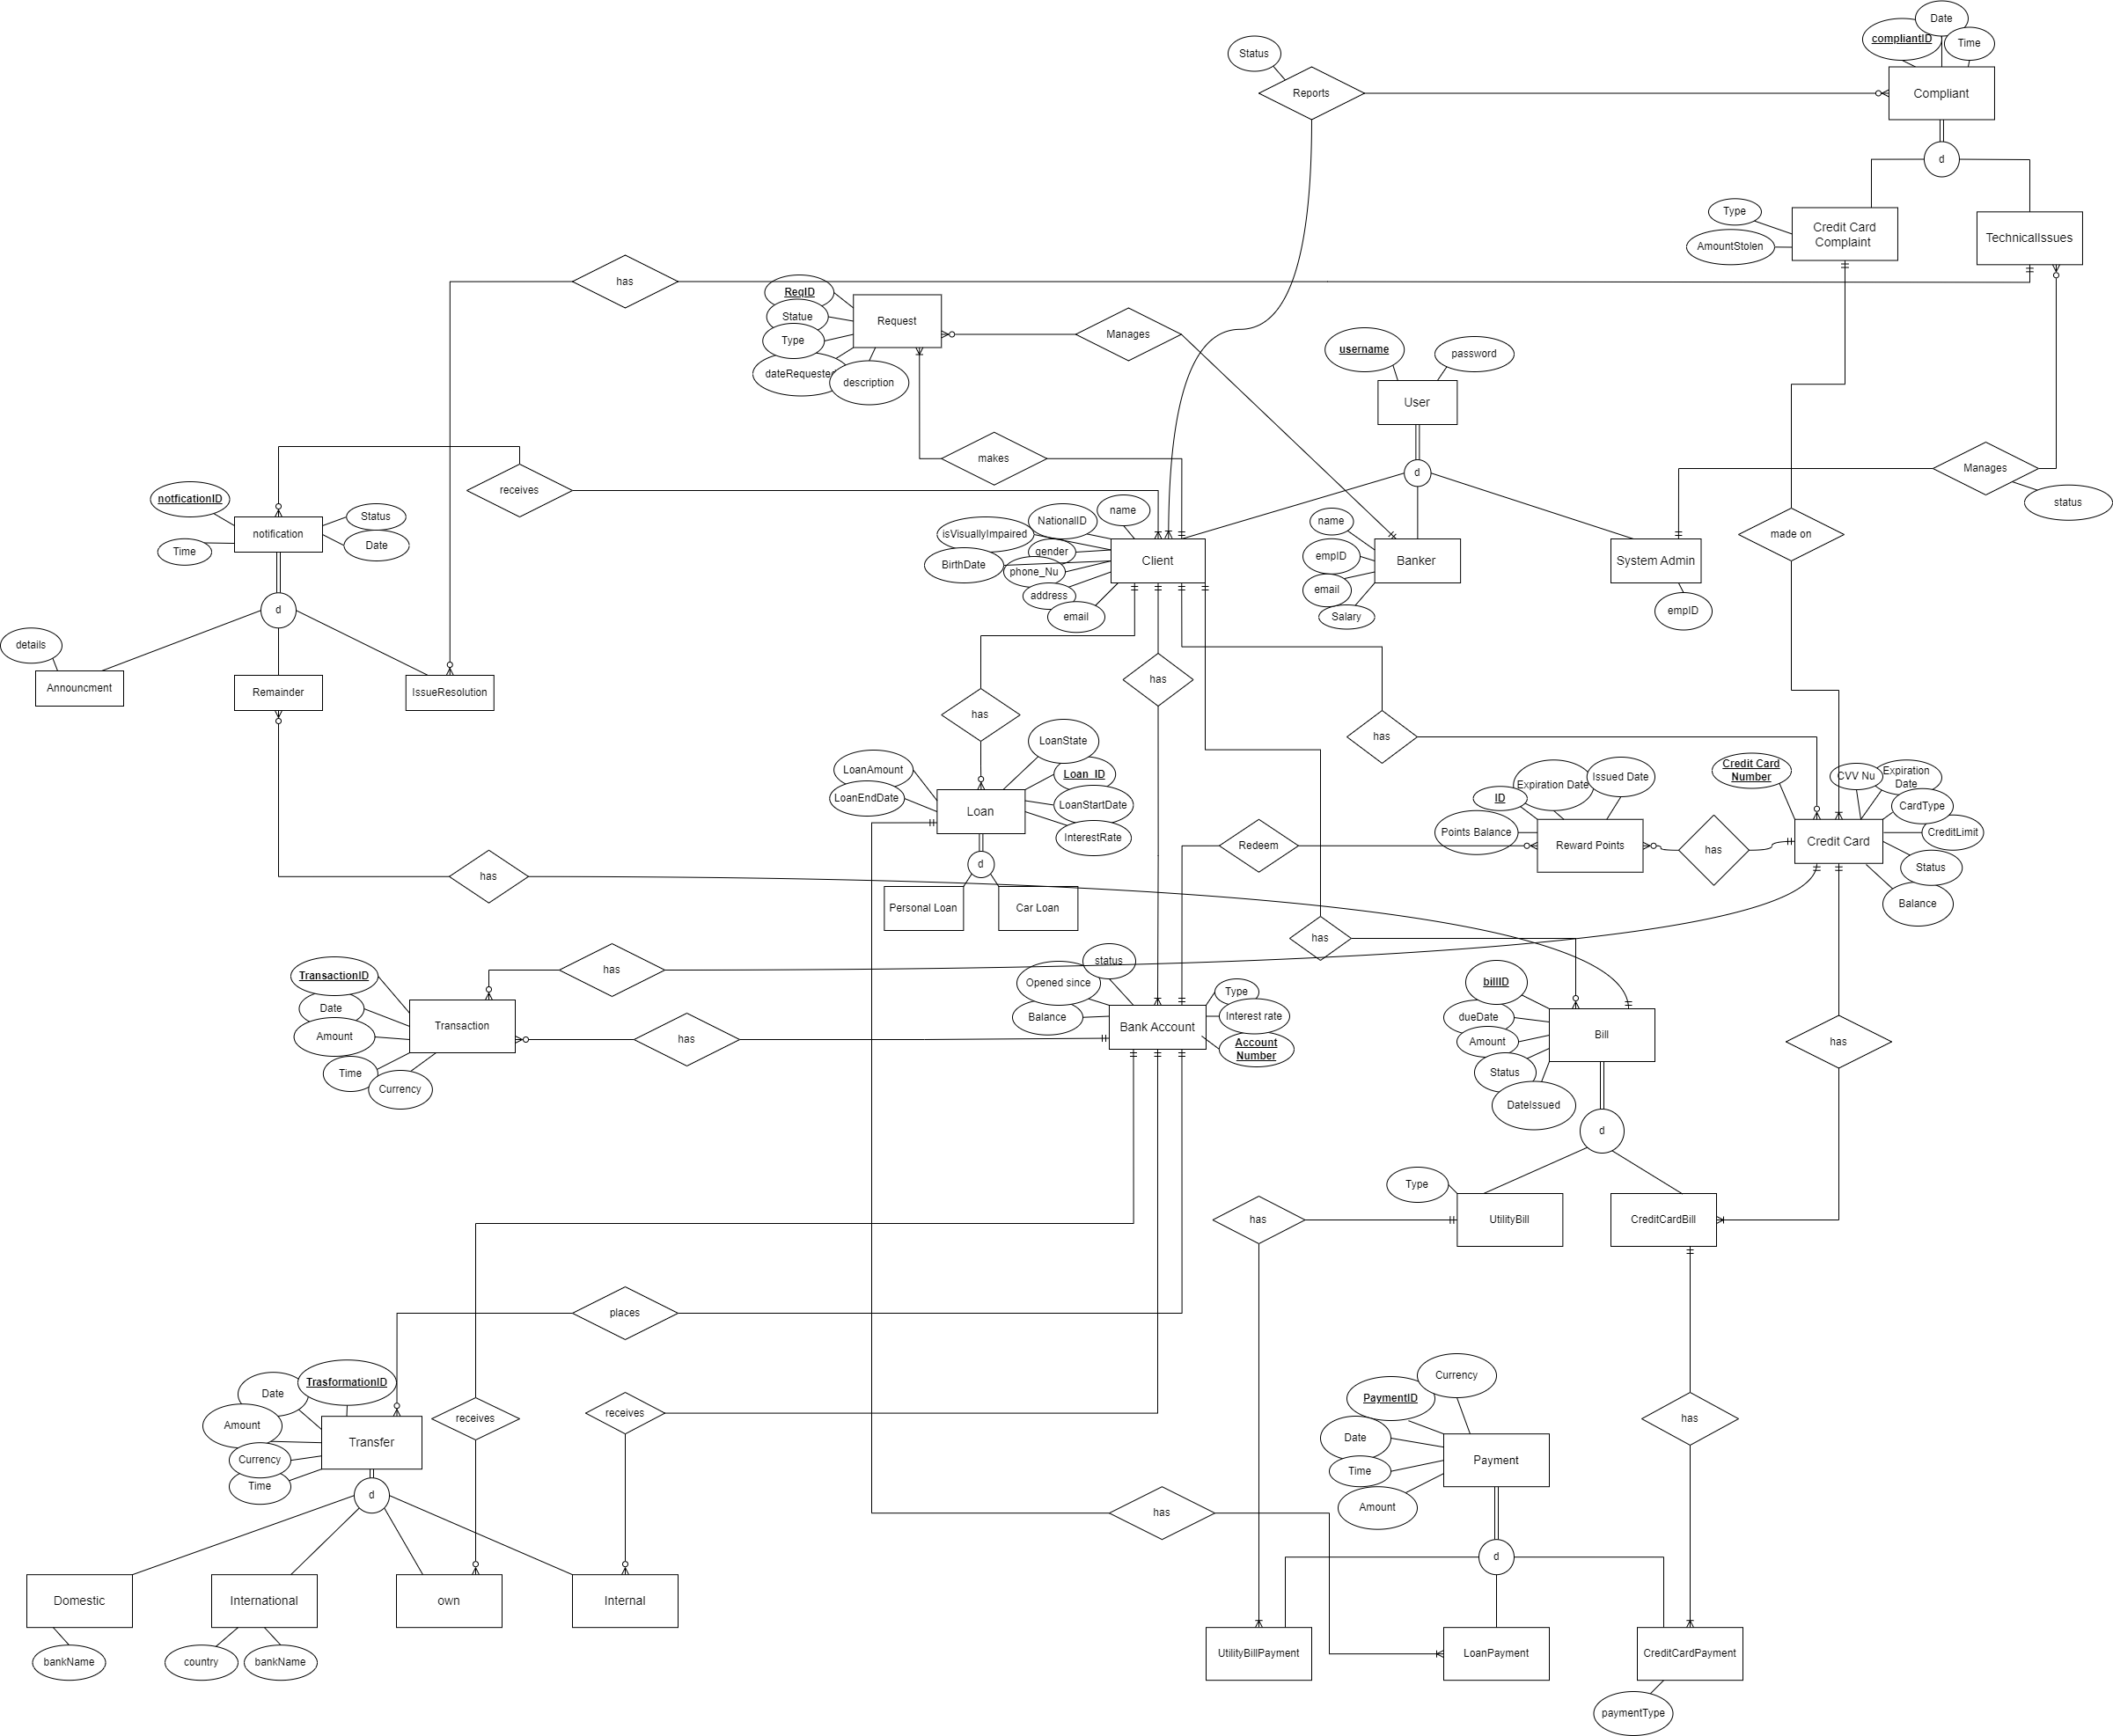 Date
compliantID
Time
Status
Reports
Compliant
d
Type
Credit Card
Complaint
AmountStolen
TechnicalIssues
has
ReqID
Statue
Request
Type
Manages
dateRequested
description
username
password
User
makes
Manages
d
receives
status
notficationID
Status
notification
Date
Time
name
NationalID
isVisuallyImpaired
gender
BirthDate
phone_Nu
address
email
Client
name
empID
email
Salary
Banker
System Admin
empID
made on
d
details
Announcment
Remainder
IssueResolution
has
has
has
LoanState
LoanAmount
Loan_ID
LoanEndDate
LoanStartDate
Loan
InterestRate
d
Personal Loan
Car Loan
Expiration Date
Issued Date
ID
Points Balance
Reward Points
Redeem
has
Credit Card
Number
CVV Nu
Expiration
Date
CardType
CreditLimit
Credit Card
Status
Balance
has
has
has
TransactionID
Date
Amount
Time
Currency
Transaction
has
status
Opened since
Balance
Type
Interest rate
Bank Account
Account
Number
billID
dueDate
Amount
Status
DateIssued
Bill
has
d
Type
has
UtilityBill
CreditCardBill
places
TrasformationID
Date
Amount
Currency
Time
Transfer
receives
receives
d
Currency
PaymentID
Date
Time
Amount
Payment
has
has
d
Domestic
International
own
Internal
bankName
country
bankName
UtilityBillPayment
LoanPayment
CreditCardPayment
paymentType